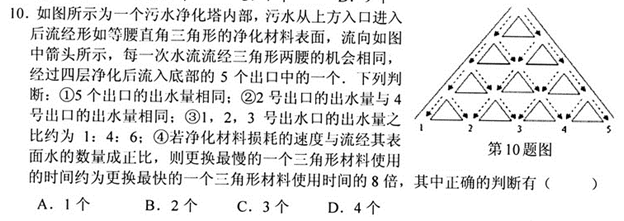 10. 如图所示为一个污水净化塔内部,污水从上方入口进入
后流经形如等腰直角三角形的净化材料表面,流向如图
中箭头所示,每一次水流流经三角形两腰的机会相同,
经过四层净化后流入底部的 5 个出口中的一个. 下列判
断: ①5 个出口的出水量相同; ②2 号出口的出水量与 4
号出口的出水量相同; ③1, 2, 3 号出水口的出水量之
比约为 1: 4: 6; ④若净化材料损耗的速度与流经其表
面水的数量成正比, 则更换最慢的一个三角形材料使用
的时间约为更换最快的一个三角形材料使用时间的 8 倍, 其中正确的判断有 ( )
A. 1 个 B. 2 个 C. 3 个 D. 4 个
1 2 3 4 5
第 10 题图